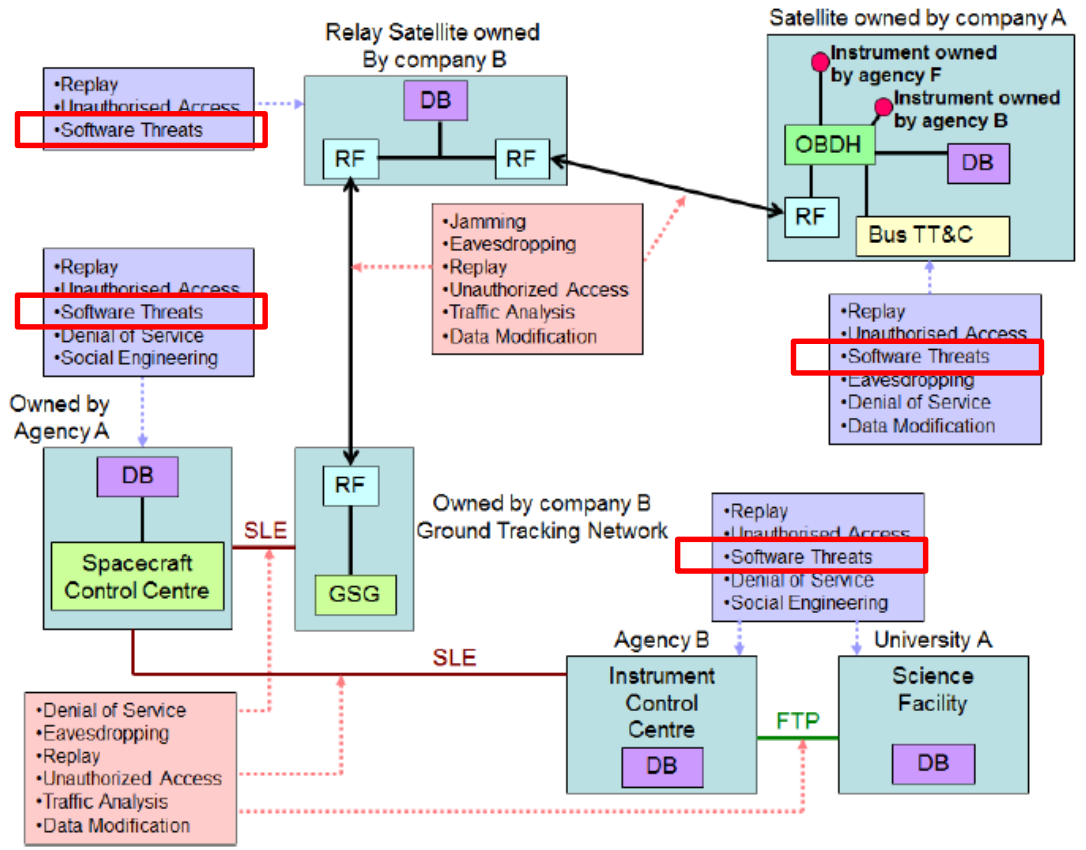 Relay Satellite owned
By company B
DB
RF
RF
Satellite owned by company A
Instrument owned
by agency F
Instrument owned
by agency B
OBDH
DB
RF
Bus TT&C
•Replay
•Unauthorised Access
•Software Threats
•Jamming
•Eavesdropping
•Replay
•Unauthorized Access
•Traffic Analysis
•Data Modification
•Replay
•Unauthorised Access
•Software Threats
•Denial of Service
•Social Engineering
•Replay
•Unauthorised Access
•Software Threats
•Eavesdropping
•Denial of Service
•Data Modification
Owned by
Agency A
DB
Spacecraft
Control Centre
SLE
RF
GSG
Owned by company B
Ground Tracking Network
•Replay
•Unauthorised Access
•Software Threats
•Denial of Service
•Social Engineering
SLE
Agency B
Instrument
Control
Centre
DB
FTP
University A
Science
Facility
DB
•Denial of Service
•Eavesdropping
•Replay
•Unauthorized Access
•Traffic Analysis
•Data Modification